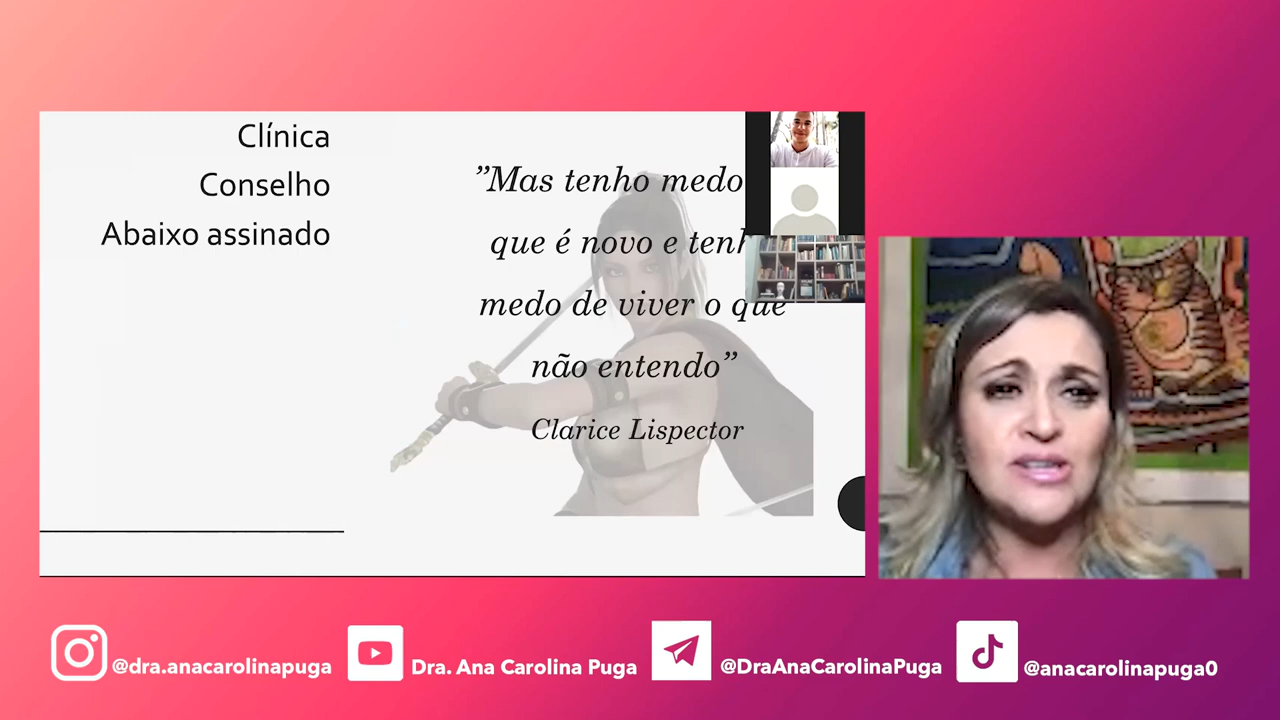 Clínica
Conselho
Abaixo assinado
”Mas tenho medo
que é novo e tenh
medo de viver o que
não entendo”
Clarice Lispector
@dra.anacarolinapuga
Dra. Ana Carolina Puga
@DraAnaCarolinaPuga
@anacarolinapuga0